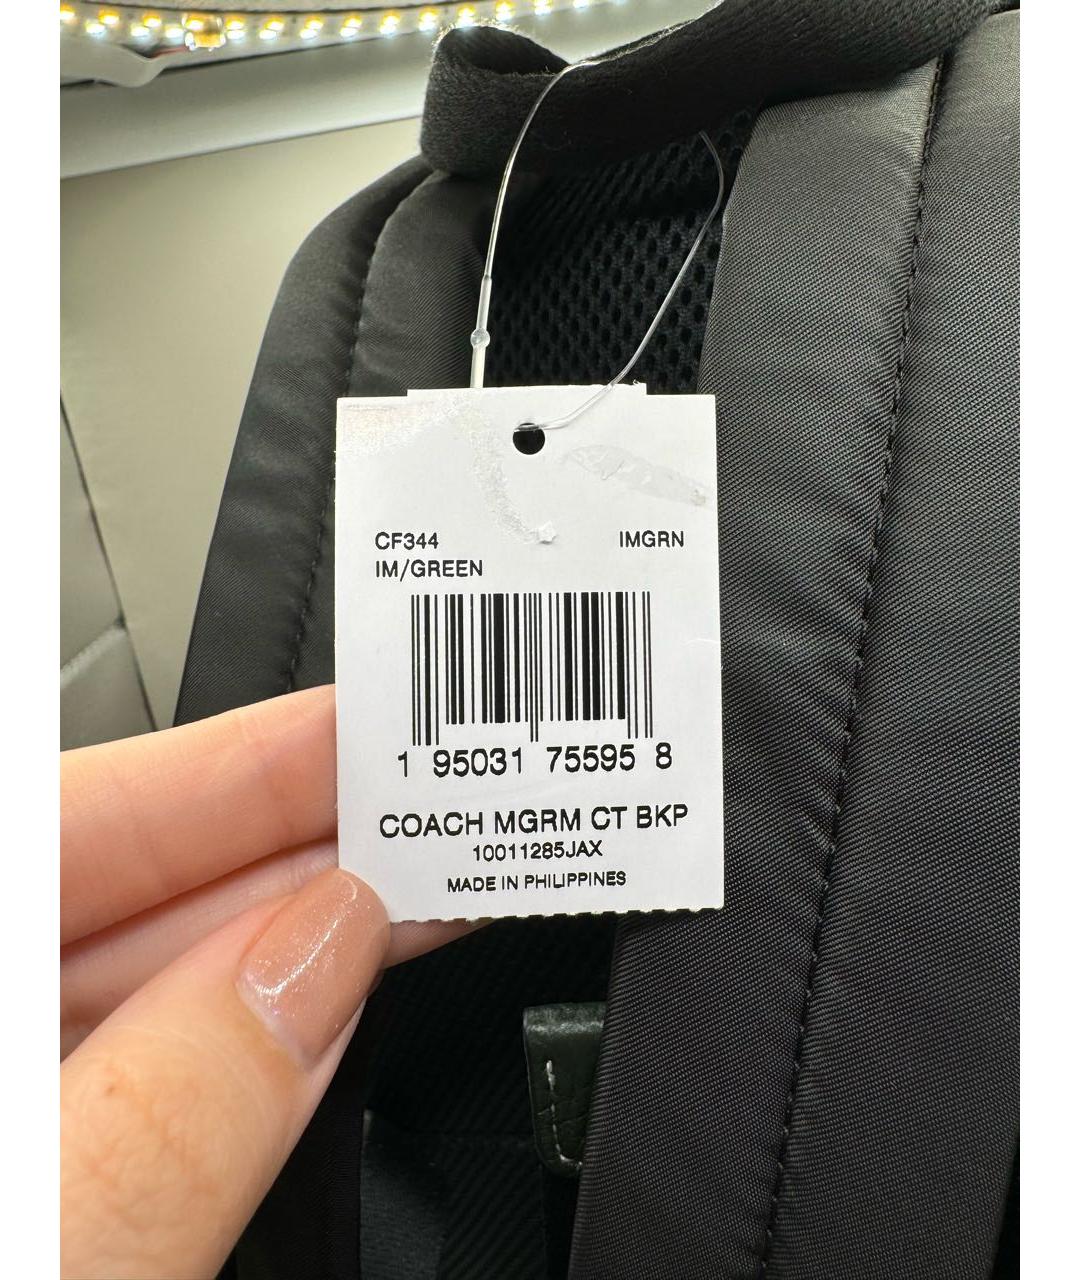 CF344 IMGRN
IM/GREEN
1 95031 75595 8
COACH MGRM CT BKP
10011285JAX
MADE IN PHILIPPINES